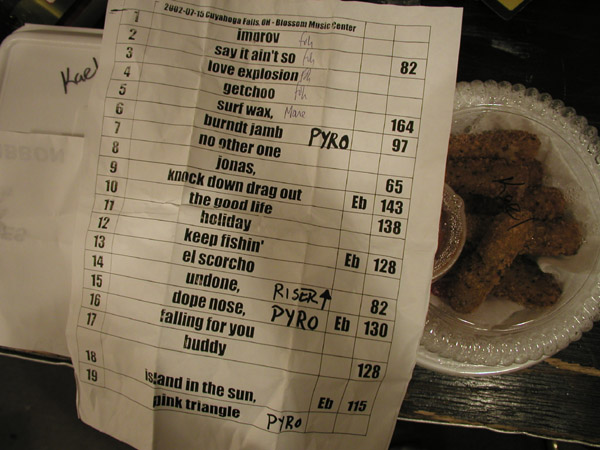 1 2002-07-15 Cuyahoga Falls, OH - Blossom Music Center
2 imorov
3 say it ain't so 82
4 love explosion
5 getchoo
6 surf wax, 164
7 burndt jamb PYRO 97
8 no other one
9 jonas, 65
10 knock down drag out Eb 143
11 the good life 138
12 holiday
13 keep fishin' Eb 128
14 el scorcho
15 undone, RISER↑ 82
16 dope nose, PYRO Eb 130
17 falling for you
buddy 128
18 island in the sun, Eb 115
19 pink triangle PYRO
Kael